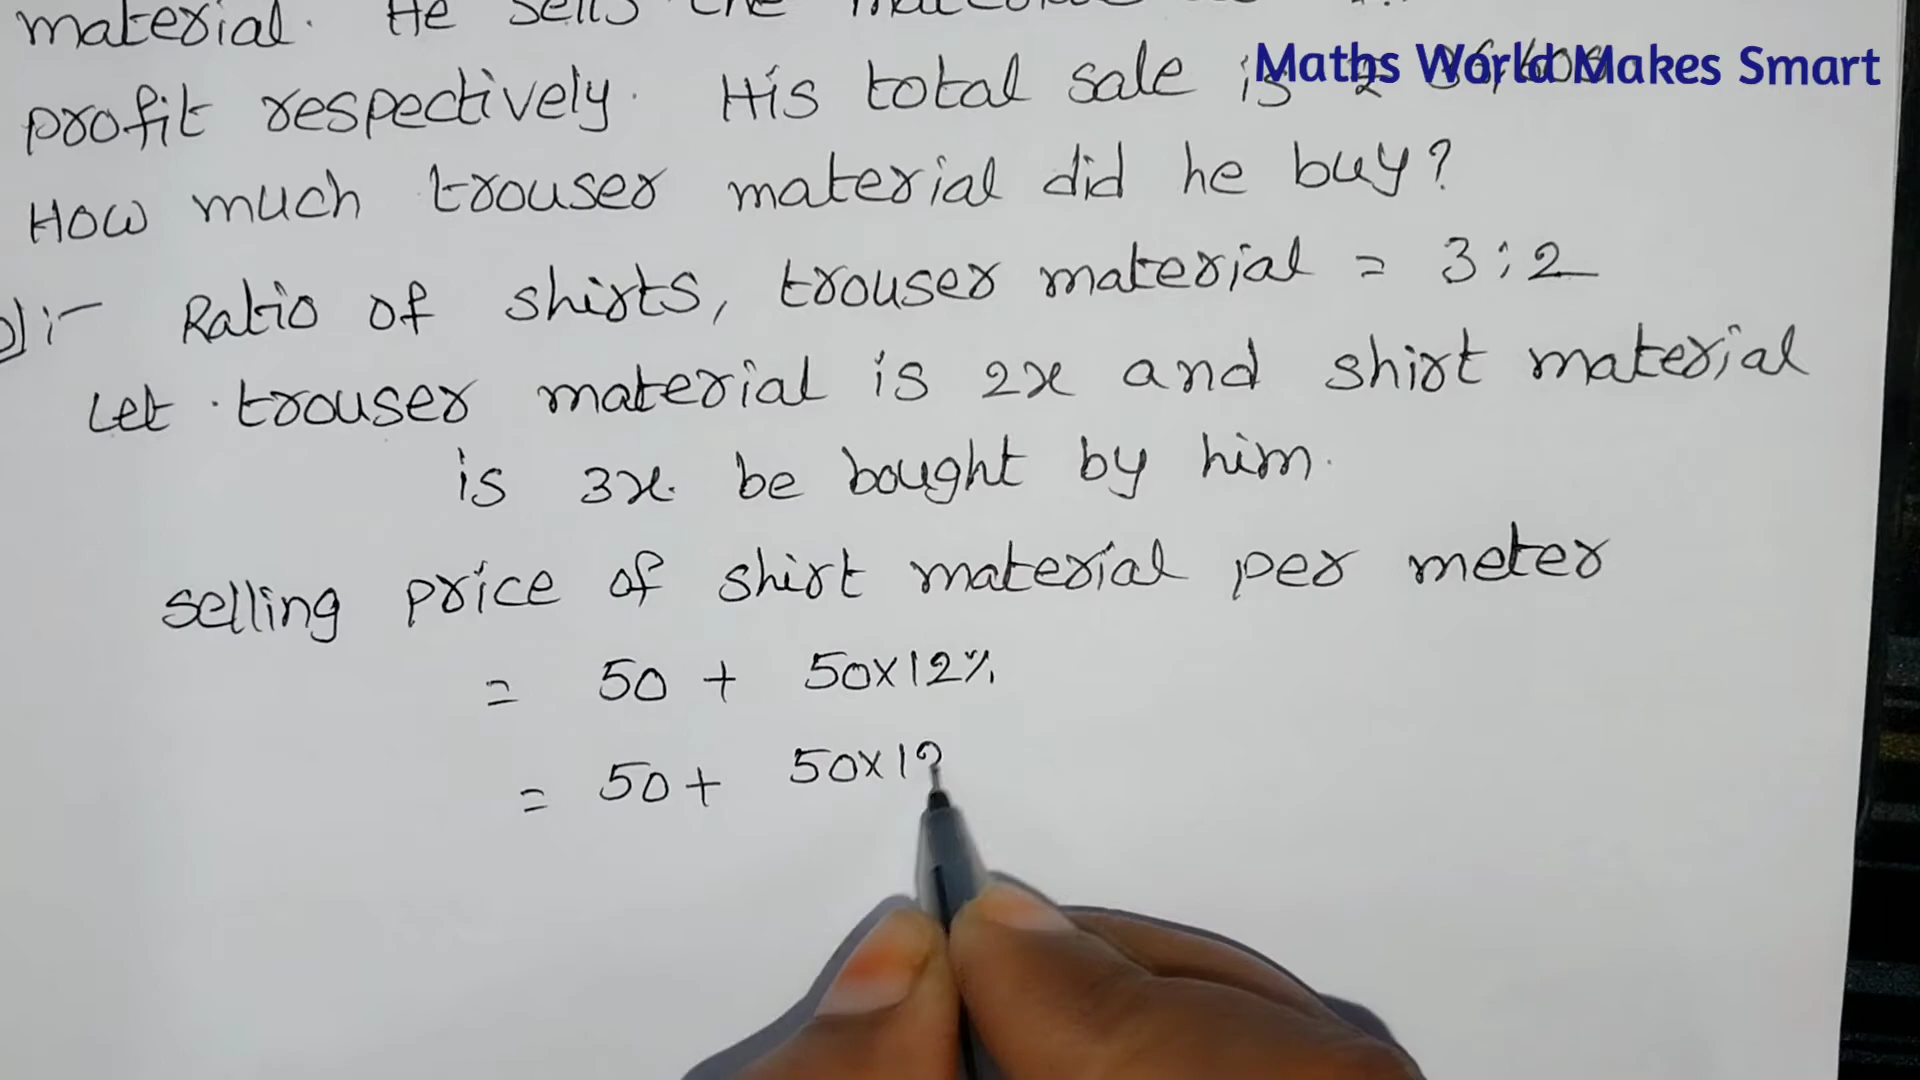 material. He sells the
profit respectively. His total sale is
Maths World Makes Smart
How much trouser material did he buy?
:- Ratio of shirts, trouser material = 3:2
Let trouser material is 2x and shirt material
is 3x. be bought by him.
selling price of shirt material per meter
= 50 + 50×12%
= 50 + 50×12